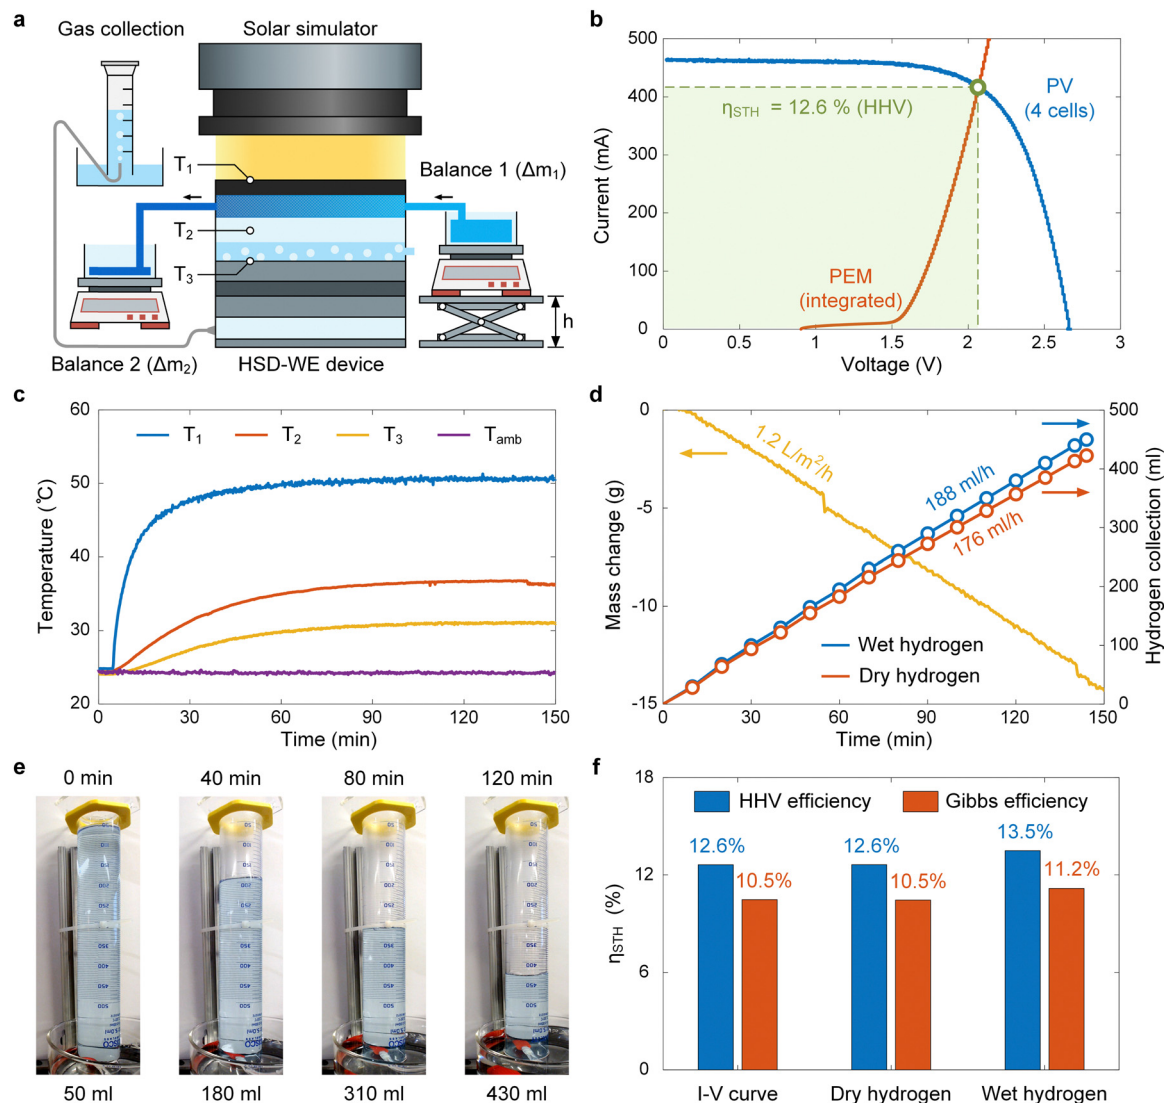 a
Gas collection
Solar simulator
T1
Balance 1 (Δm1)
T2
T3
h
Balance 2 (Δm2)
HSD-WE device
b
500
400
300
200
100
0
Current (mA)
ηSTH = 12.6 % (HHV)
PV
(4 cells)
PEM
(integrated)
0
0.5
1
1.5
2
2.5
3
Voltage (V)
c
60
50
40
30
20
Temperature (℃)
T1
T2
T3
Tamb
0
30
60
90
120
150
Time (min)
d
0
-5
-10
-15
Mass change (g)
1.2 L/m²/h
188 ml/h
176 ml/h
Wet hydrogen
Dry hydrogen
500
400
300
200
100
0
Hydrogen collection (ml)
0
30
60
90
120
150
Time (min)
e
0 min
40 min
80 min
120 min
50 ml
180 ml
310 ml
430 ml
f
18
12
6
0
ηSTH (%)
HHV efficiency
Gibbs efficiency
12.6%
10.5%
12.6%
10.5%
13.5%
11.2%
I-V curve
Dry hydrogen
Wet hydrogen